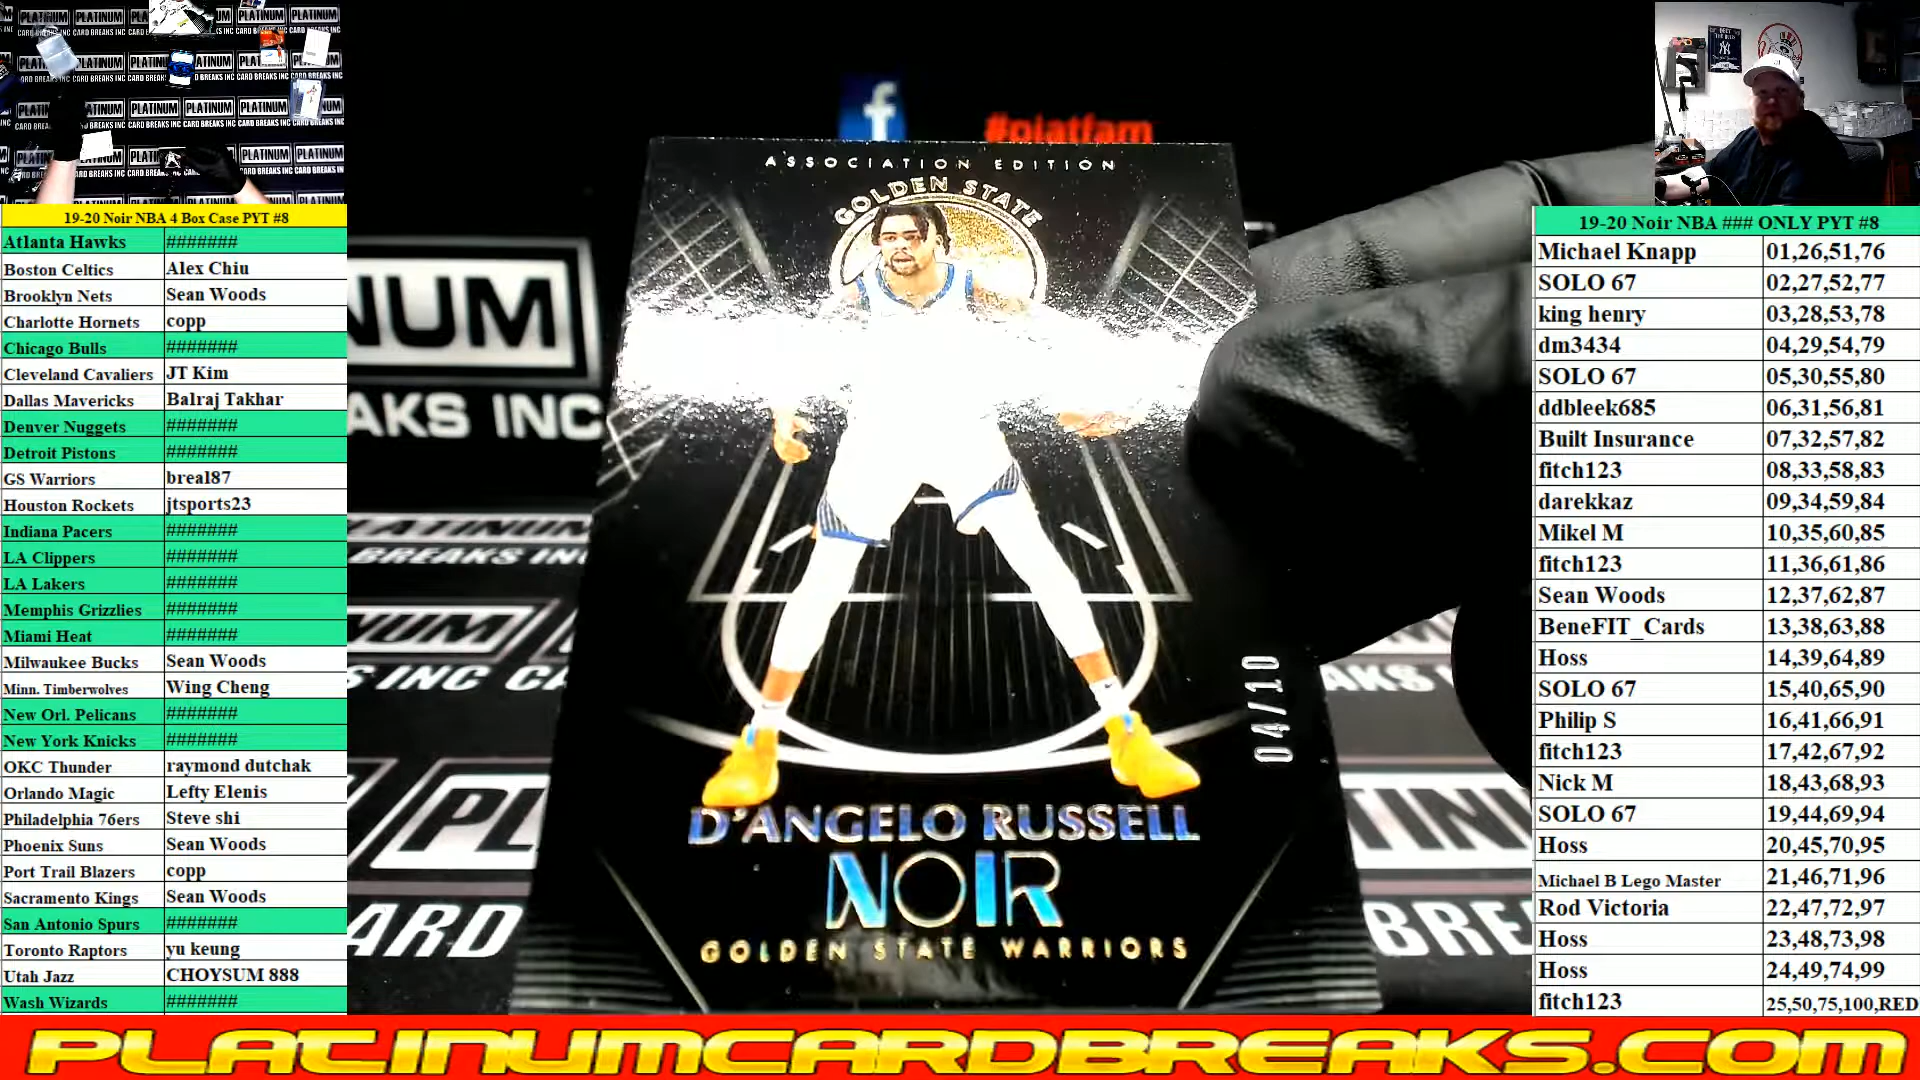 19-20 Noir NBA 4 Box Case PYT #8
Atlanta Hawks #######
Boston Celtics Alex Chiu
Brooklyn Nets Sean Woods
Charlotte Hornets copp
Chicago Bulls #######
Cleveland Cavaliers JT Kim
Dallas Mavericks Balraj Takhar
Denver Nuggets #######
Detroit Pistons #######
GS Warriors breal87
Houston Rockets jtsports23
Indiana Pacers #######
LA Clippers #######
LA Lakers #######
Memphis Grizzlies #######
Miami Heat #######
Milwaukee Bucks Sean Woods
Minn. Timberwolves Wing Cheng
New Orl. Pelicans #######
New York Knicks #######
OKC Thunder raymond dutchak
Orlando Magic Lefty Elenis
Philadelphia 76ers Steve shi
Phoenix Suns Sean Woods
Port Trail Blazers copp
Sacramento Kings Sean Woods
San Antonio Spurs #######
Toronto Raptors yu keung
Utah Jazz CHOYSUM 888
Wash Wizards #######
f
#platfam
ASSOCIATION EDITION
GOLDEN STATE
04/10
D'ANGELO RUSSELL
NOIR
GOLDEN STATE WARRIORS
19-20 Noir NBA ### ONLY PYT #8
Michael Knapp 01,26,51,76
SOLO 67 02,27,52,77
king henry 03,28,53,78
dm3434 04,29,54,79
SOLO 67 05,30,55,80
ddbleek685 06,31,56,81
Built Insurance 07,32,57,82
fitch123 08,33,58,83
darekkaz 09,34,59,84
Mikel M 10,35,60,85
fitch123 11,36,61,86
Sean Woods 12,37,62,87
BeneFIT_Cards 13,38,63,88
Hoss 14,39,64,89
SOLO 67 15,40,65,90
Philip S 16,41,66,91
fitch123 17,42,67,92
Nick M 18,43,68,93
SOLO 67 19,44,69,94
Hoss 20,45,70,95
Michael B Lego Master 21,46,71,96
Rod Victoria 22,47,72,97
Hoss 23,48,73,98
Hoss 24,49,74,99
fitch123 25,50,75,100,RED
PLATINUMCARDBREAKS.COM